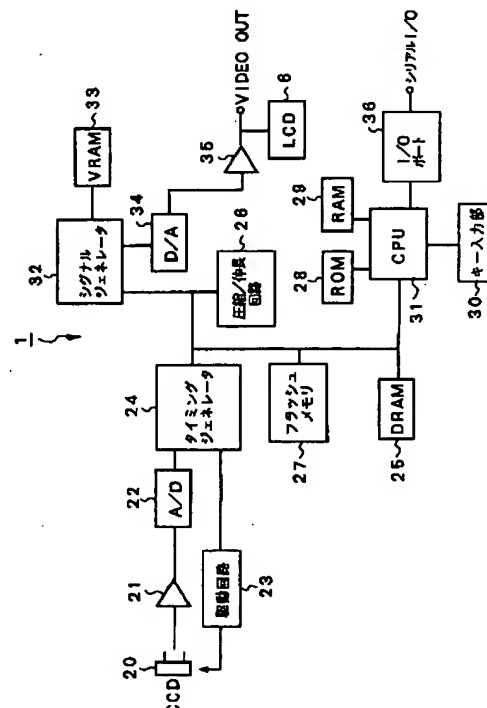 1
CCD
20
21
22
A/D
駆動回路
23
24
タイミング
ジェネレータ
32
シグナル
ジェネレータ
33
VRAM
34
D/A
35
VIDEO OUT
LCD
6
26
圧縮/伸長
回路
フラッシュ
メモリ
27
DRAM
25
28
ROM
29
RAM
CPU
31
キー入力部
30
36
I/O
ポート
シリアルI/O